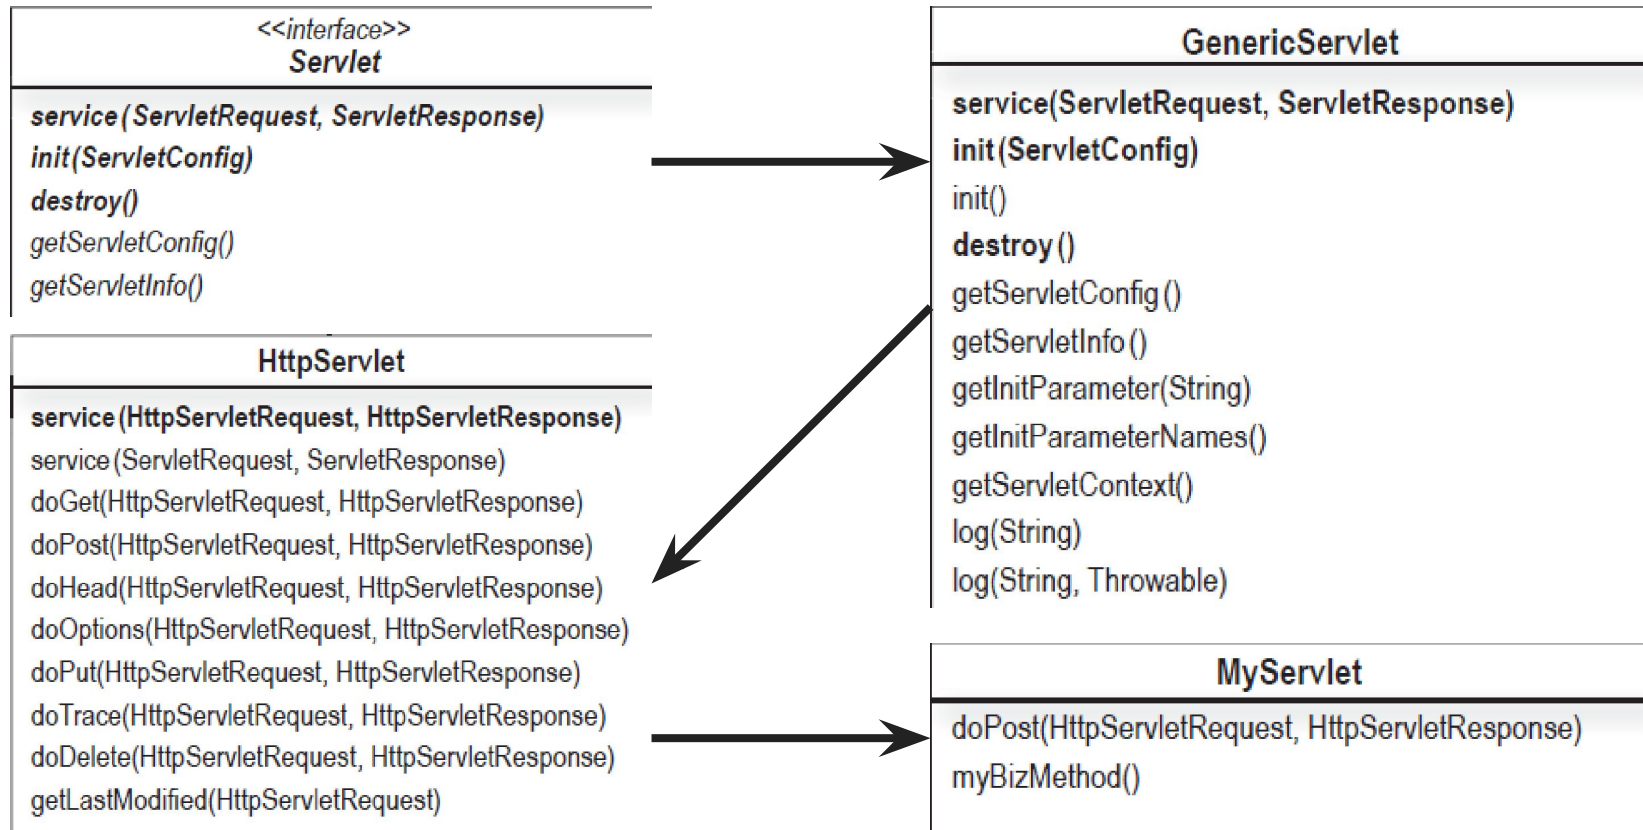 <<interface>>
Servlet
service(ServletRequest, ServletResponse)
init(ServletConfig)
destroy()
getServletConfig()
getServletInfo()
GenericServlet
service(ServletRequest, ServletResponse)
init(ServletConfig)
init()
destroy()
getServletConfig()
getServletInfo()
getInitParameter(String)
getInitParameterNames()
getServletContext()
log(String)
log(String, Throwable)
HttpServlet
service(HttpServletRequest, HttpServletResponse)
service(ServletRequest, ServletResponse)
doGet(HttpServletRequest, HttpServletResponse)
doPost(HttpServletRequest, HttpServletResponse)
doHead(HttpServletRequest, HttpServletResponse)
doOptions(HttpServletRequest, HttpServletResponse)
doPut(HttpServletRequest, HttpServletResponse)
doTrace(HttpServletRequest, HttpServletResponse)
doDelete(HttpServletRequest, HttpServletResponse)
getLastModified(HttpServletRequest)
MyServlet
doPost(HttpServletRequest, HttpServletResponse)
myBizMethod()